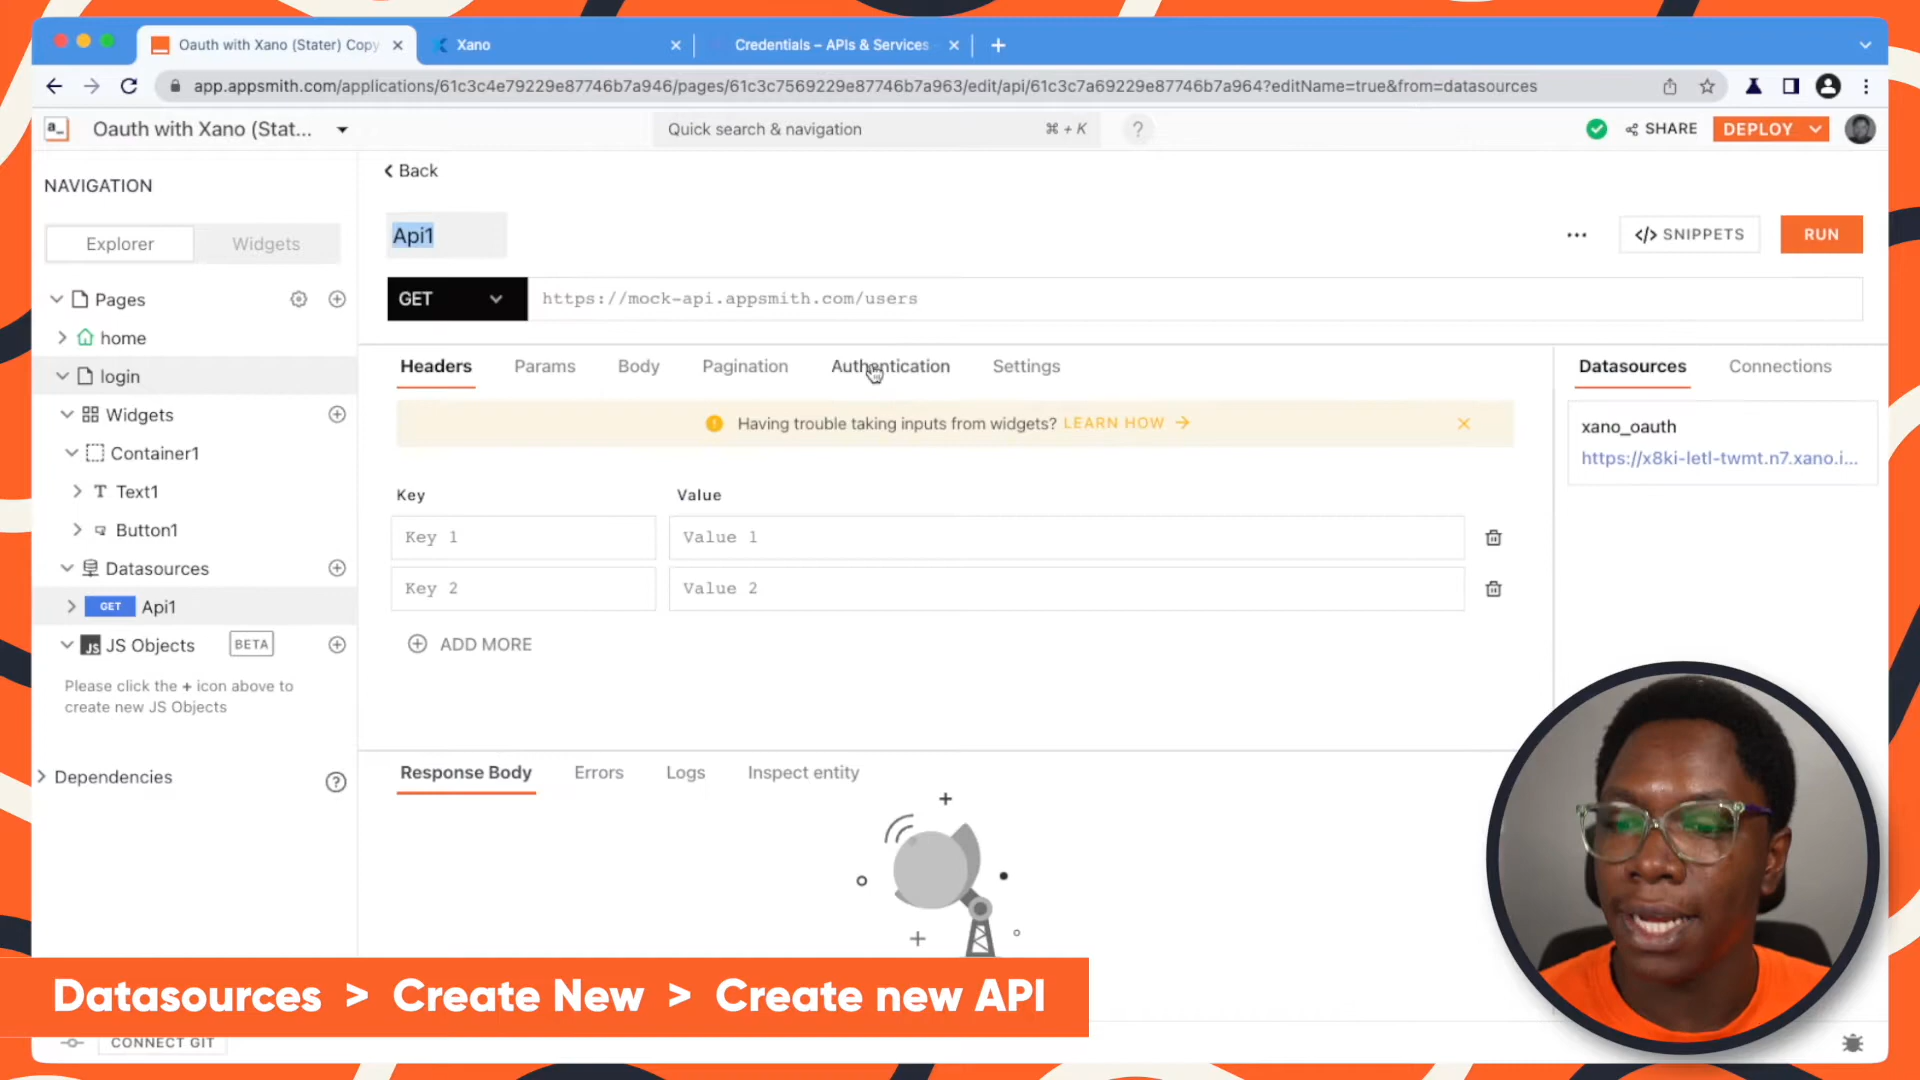 Oauth with Xano (Stater) Copy
Xano
Credentials – APIs & Services
app.appsmith.com/applications/61c3c4e79229e87746b7a946/pages/61c3c7569229e87746b7a963/edit/api/61c3c7a69229e87746b7a964?editName=true&from=datasources
a_
Oauth with Xano (Stat...
Quick search & navigation
⌘ + K
?
SHARE
DEPLOY
NAVIGATION
Explorer
Widgets
Pages
home
login
Widgets
Container1
Text1
Button1
Datasources
GET Api1
JS JS Objects BETA
Please click the + icon above to
create new JS Objects
Dependencies
?
Back
Api1
SNIPPETS
RUN
GET
https://mock-api.appsmith.com/users
Headers
Params
Body
Pagination
Authentication
Settings
Having trouble taking inputs from widgets? LEARN HOW
Key
Value
Key 1
Value 1
Key 2
Value 2
ADD MORE
Datasources
Connections
xano_oauth
https://x8ki-letl-twmt.n7.xano.i...
Response Body
Errors
Logs
Inspect entity
Datasources > Create New > Create new API
CONNECT GIT